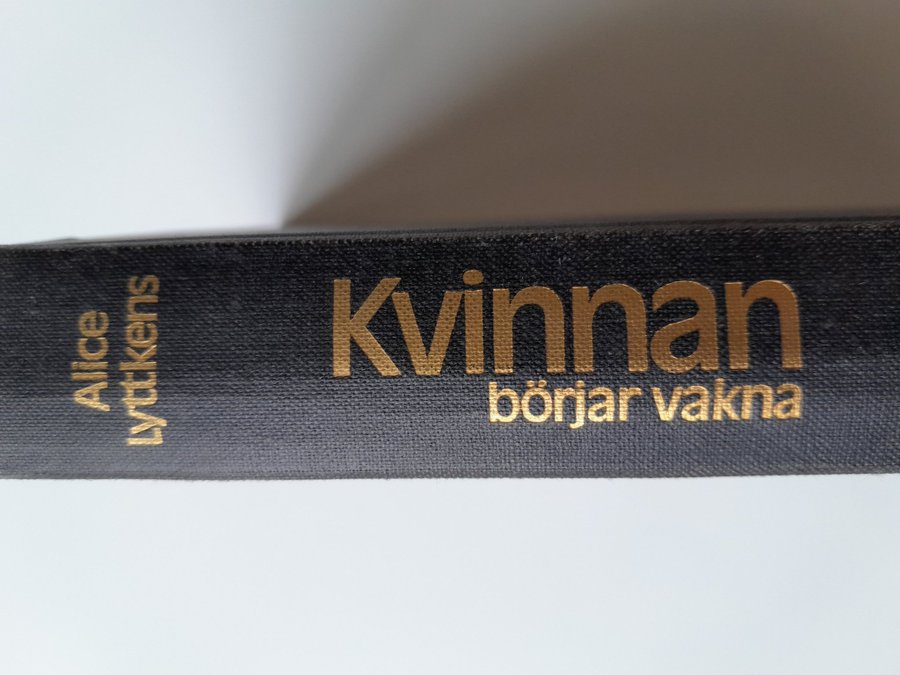 Alice
Lyttkens
Kvinnan
börjar vakna